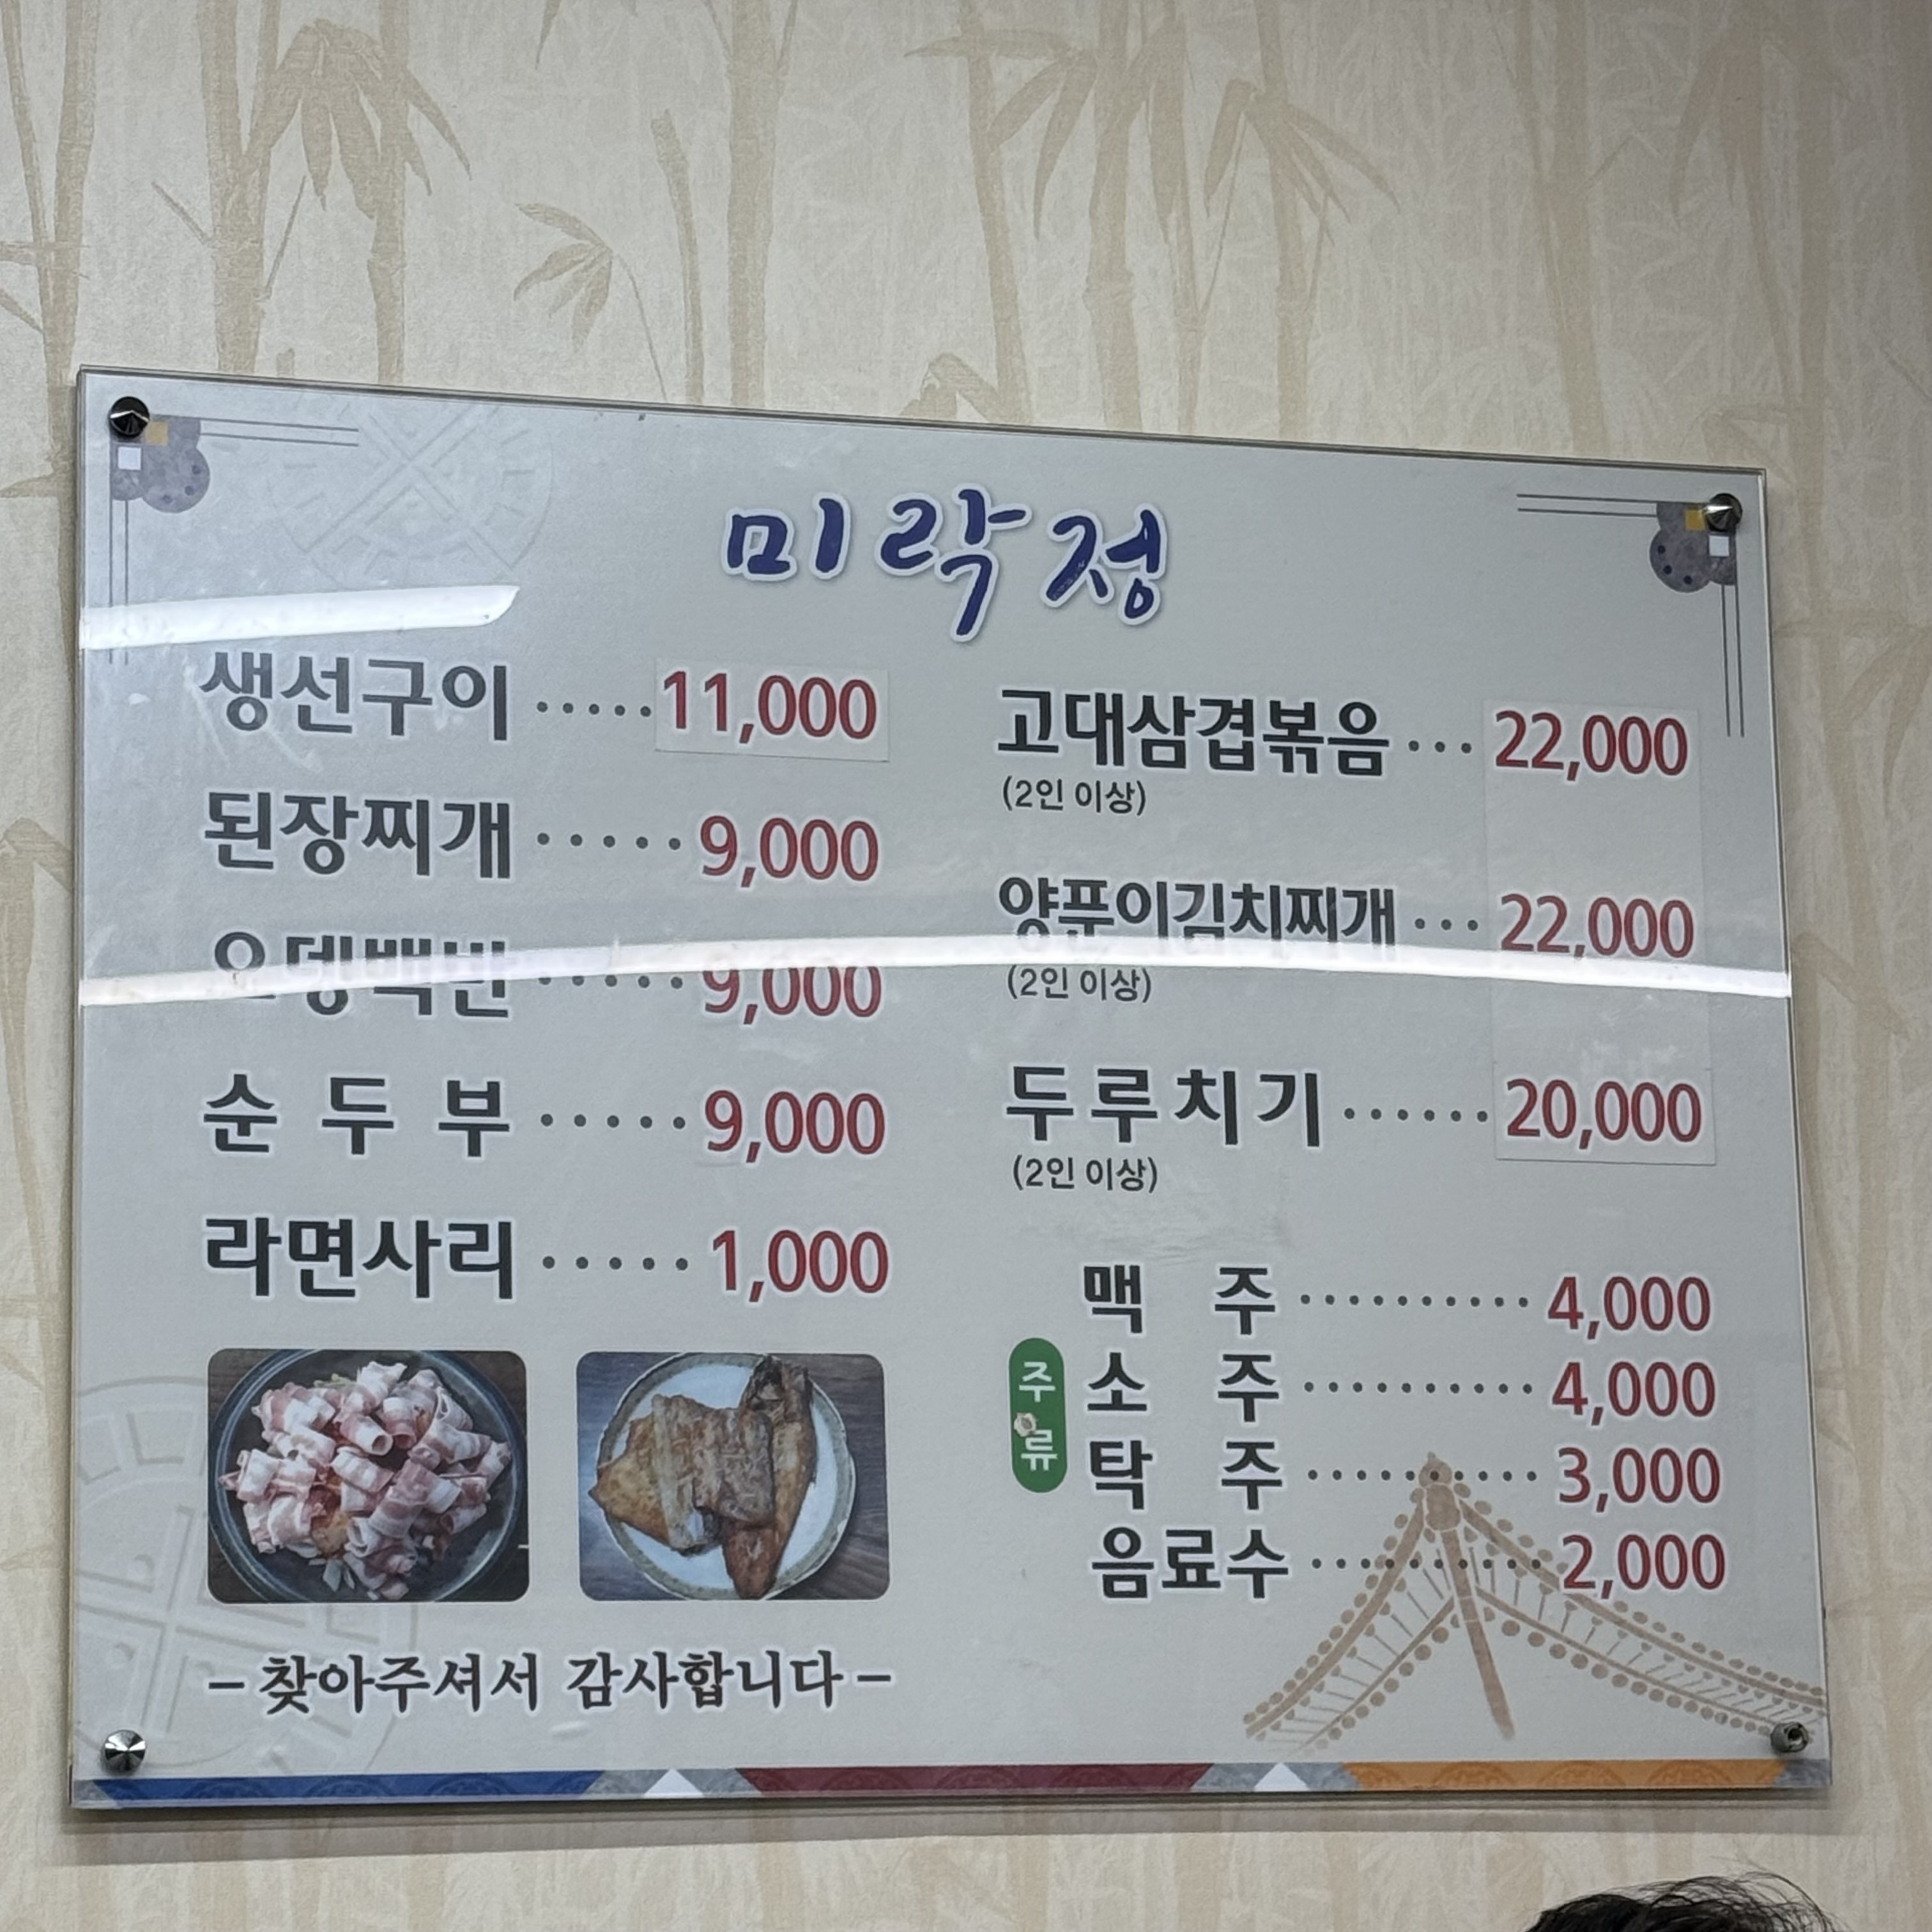 미락정
생선구이 ····· 11,000
된장찌개 ····· 9,000
오뎅백반 ····· 9,000
순 두 부 ····· 9,000
라면사리 ····· 1,000
- 찾아주셔서 감사합니다 -
고대삼겹볶음 ··· 22,000
(2인 이상)
양푼이김치찌개 ··· 22,000
(2인 이상)
두루치기 ······ 20,000
(2인 이상)
주류
맥 주 ·········· 4,000
소 주 ·········· 4,000
탁 주 ·········· 3,000
음료수 ·········· 2,000